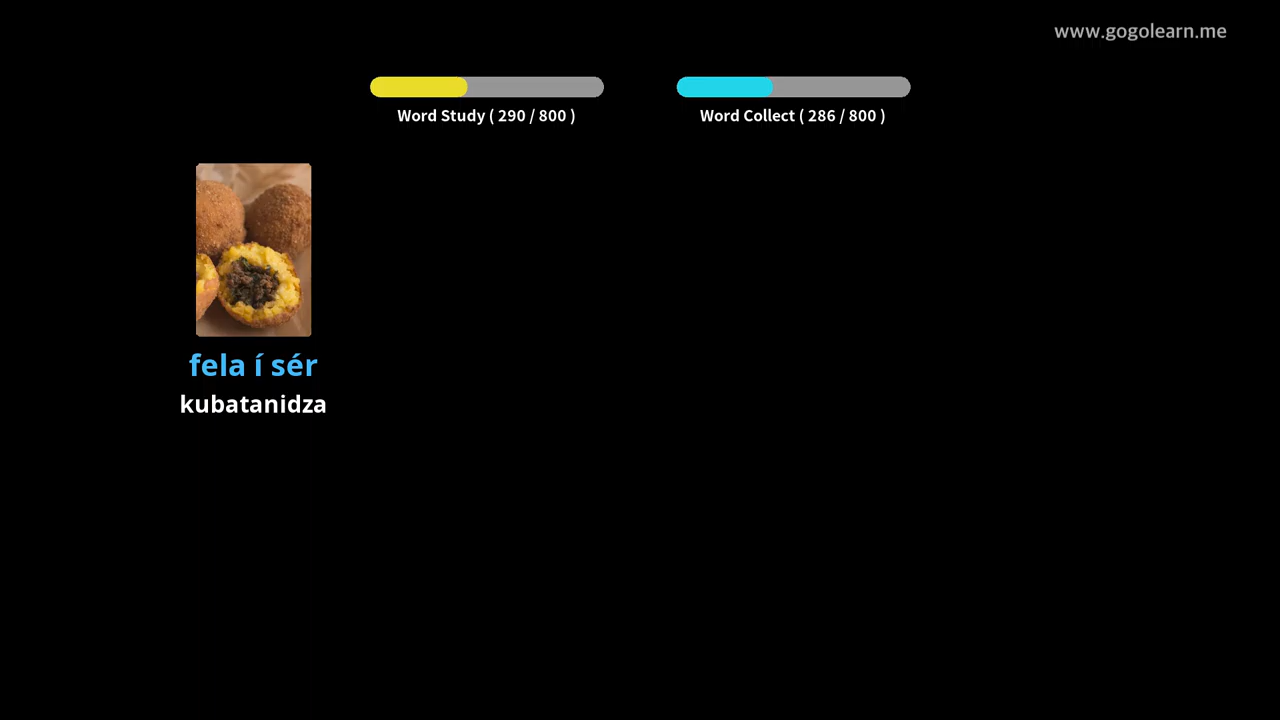 www.gogolearn.me
Word Study ( 290 / 800 )
Word Collect ( 286 / 800 )
fela í sér
kubatanidza